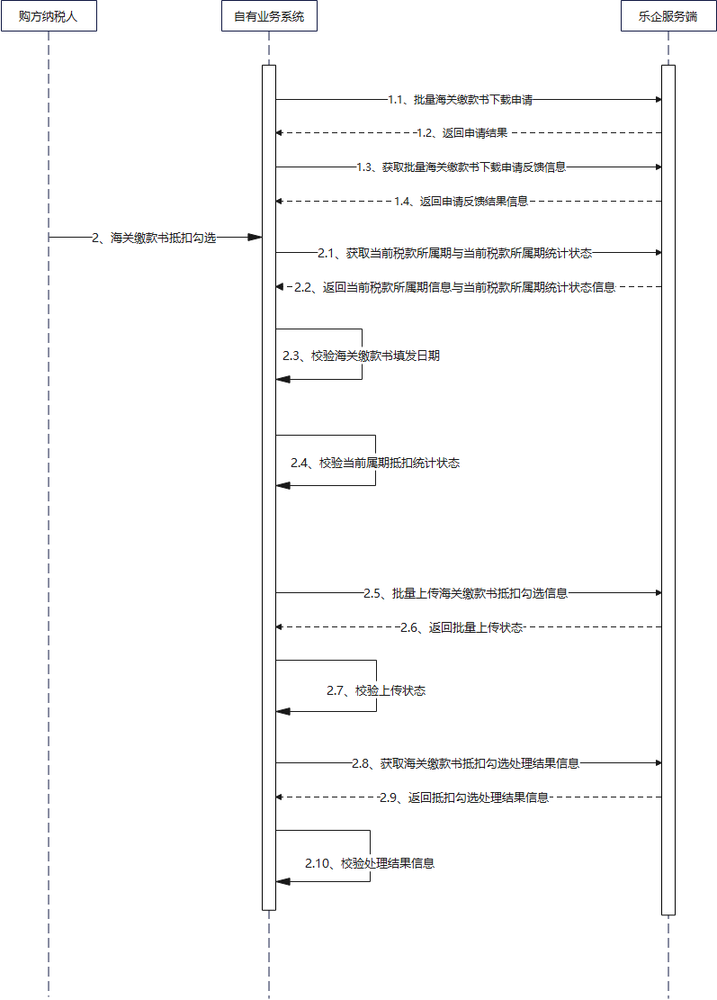 购方纳税人
自有业务系统
乐企服务端
1.1、批量海关缴款书下载申请
1.2、返回申请结果
1.3、获取批量海关缴款书下载申请反馈信息
1.4、返回申请反馈结果信息
2、海关缴款书抵扣勾选
2.1、获取当前税款所属期与当前税款所属期统计状态
2.2、返回当前税款所属期信息与当前税款所属期统计状态信息
2.3、校验海关缴款书填发日期
2.4、校验当前属期抵扣统计状态
2.5、批量上传海关缴款书抵扣勾选信息
2.6、返回批量上传状态
2.7、校验上传状态
2.8、获取海关缴款书抵扣勾选处理结果信息
2.9、返回抵扣勾选处理结果信息
2.10、校验处理结果信息